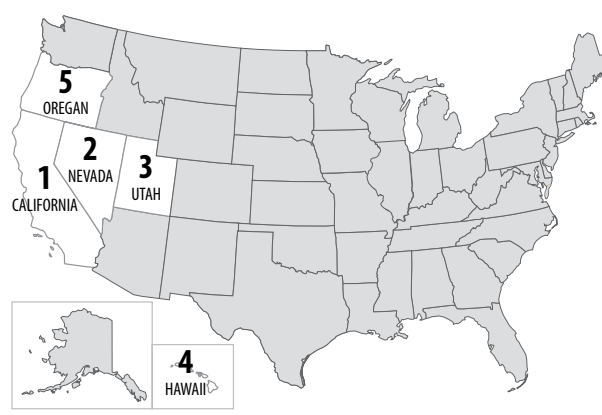 5
OREGAN
2
NEVADA
3
UTAH
1
CALIFORNIA
4
HAWAII